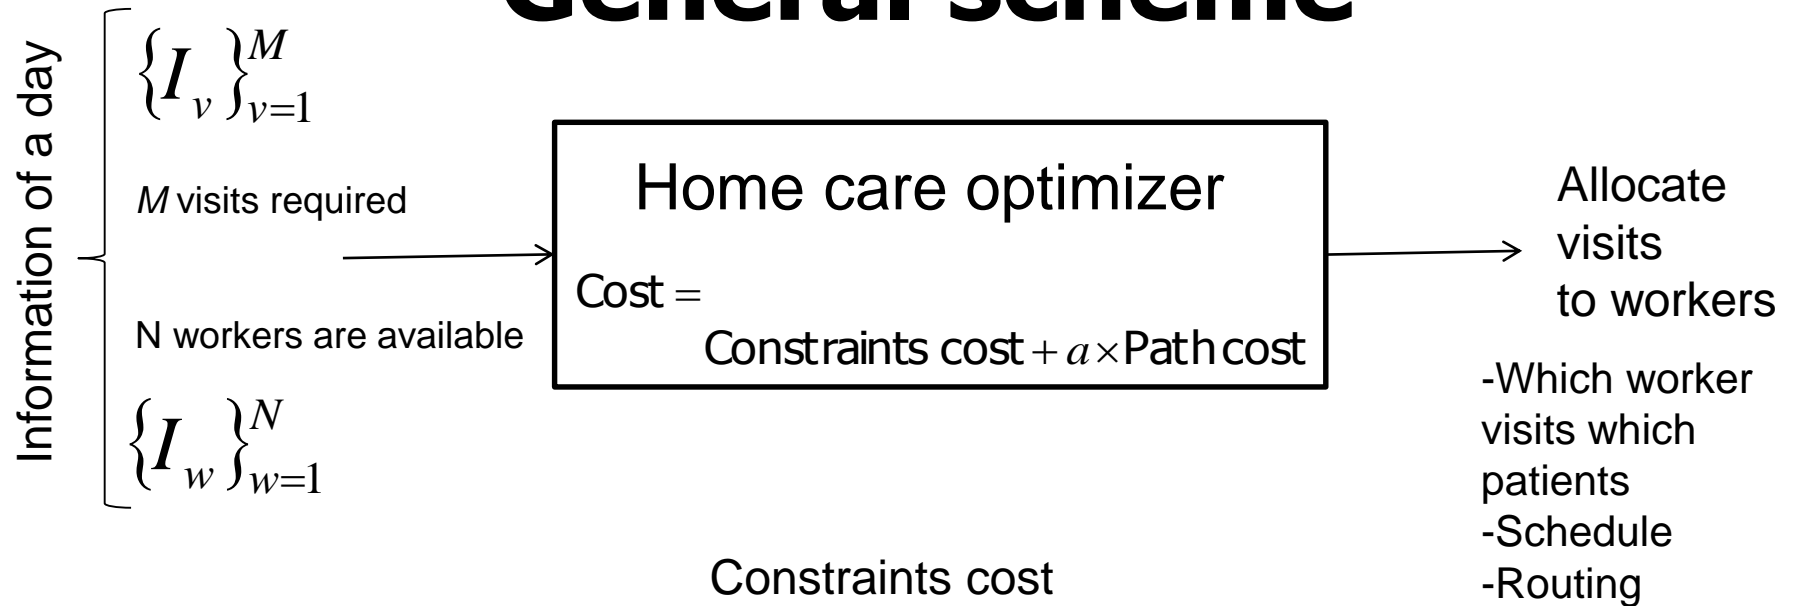 General scheme
Information of a day
{I_v}_{v=1}^{M}
M visits required
N workers are available
{I_w}_{w=1}^{N}
Home care optimizer
Cost =
Constraints cost + a × Path cost
Allocate
visits
to workers
-Which worker
visits which
patients
-Schedule
-Routing
Constraints cost